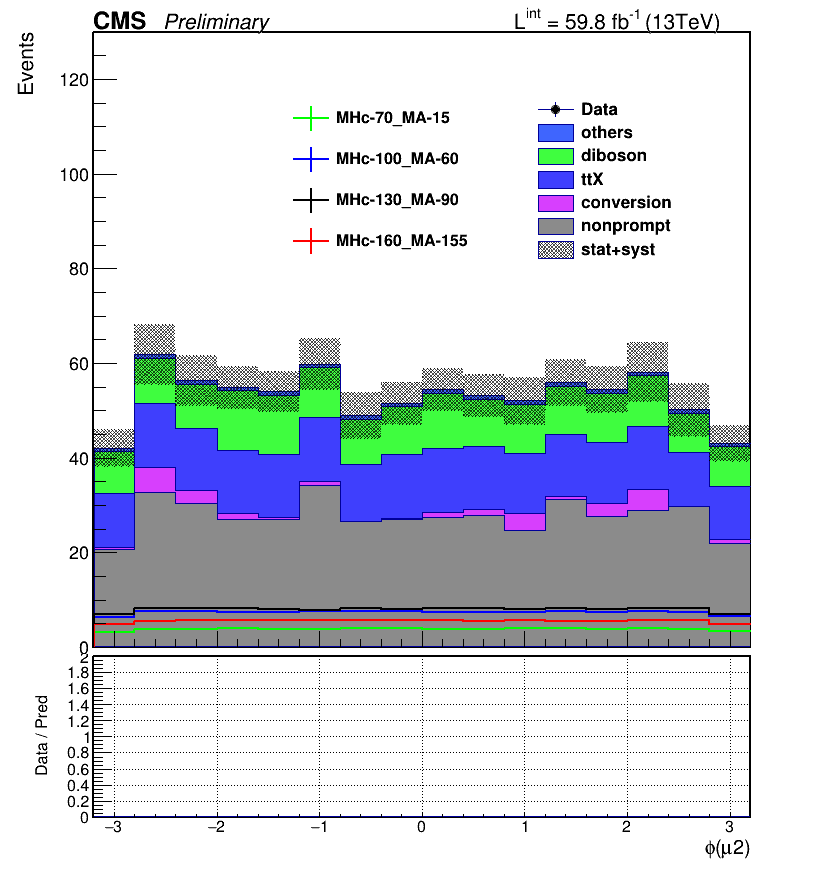 CMS Preliminary L^int = 59.8 fb^-1 (13TeV)
Events
120
100
80
60
40
20
0
MHc-70_MA-15
MHc-100_MA-60
MHc-130_MA-90
MHc-160_MA-155
Data
others
diboson
ttX
conversion
nonprompt
stat+syst
Data / Pred
2
1.8
1.6
1.4
1.2
1
0.8
0.6
0.4
0.2
0
−3 −2 −1 0 1 2 3
ϕ(μ2)